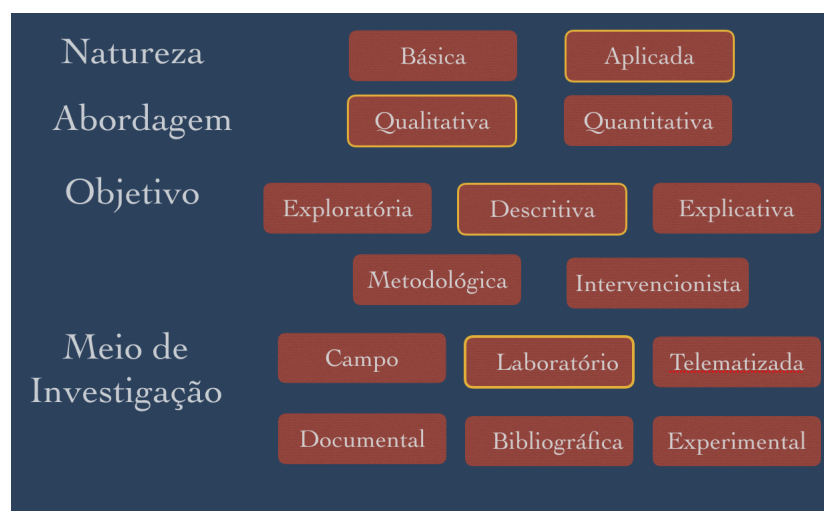 Natureza
Básica
Aplicada
Abordagem
Qualitativa
Quantitativa
Objetivo
Exploratória
Descritiva
Explicativa
Metodológica
Intervencionista
Meio de
Investigação
Campo
Laboratório
Telematizada
Documental
Bibliográfica
Experimental